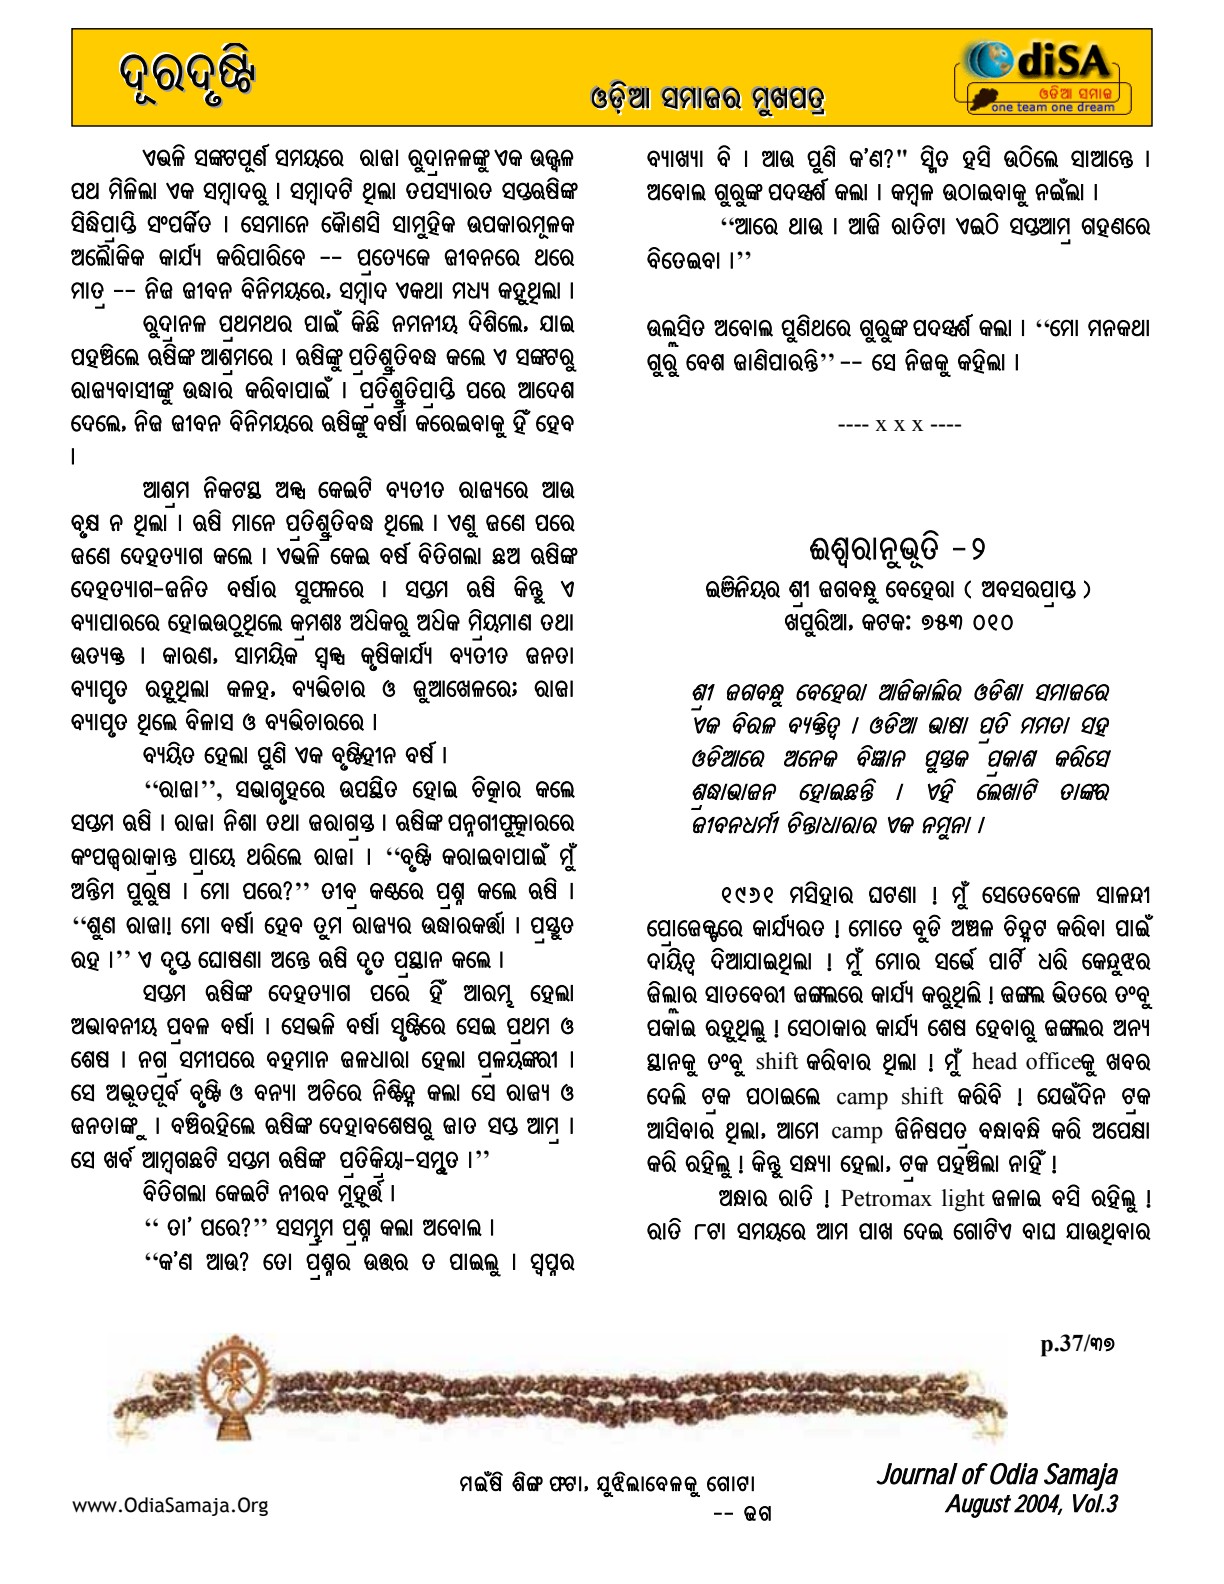 ଦୂରଦୃଷ୍ଟି
ଓଡ଼ିଆ ସମାଜର ମୁଖପତ୍ର
OdiSA
ଓଡିଆ ସମାଜ
one team one dream
ଏଭଳି ସଙ୍କଟପୂର୍ଣ ସମୟରେ ରାଜା ରୁଦ୍ରାନଳଙ୍କୁ ଏକ ଉଜ୍ଜ୍ୱଳ
ପଥ ମିଳିଲା ଏକ ସମ୍ବାଦରୁ । ସମ୍ବାଦଟି ଥିଲା ତପସ୍ୟାରତ ସପ୍ତଋଷିଙ୍କ
ସିଦ୍ଧିପ୍ରାପ୍ତି ସଂପର୍କିତ । ସେମାନେ କୌଣସି ସାମୁହିକ ଉପକାରମୂଳକ
ଅଲୌକିକ କାର୍ଯ୍ୟ କରିପାରିବେ -- ପ୍ରତ୍ୟେକେ ଜୀବନରେ ଥରେ
ମାତ୍ର -- ନିଜ ଜୀବନ ବିନିମୟରେ, ସମ୍ବାଦ ଏକଥା ମଧ୍ୟ କହୁଥିଲା ।
ରୁଦ୍ରାନଳ ପ୍ରଥମଥର ପାଇଁ କିଛି ନମନୀୟ ଦିଶିଲେ, ଯାଇ
ପହଞ୍ଚିଲେ ଋଷିଙ୍କ ଆଶ୍ରମରେ । ଋଷିଙ୍କୁ ପ୍ରତିଶ୍ରୁତିବଦ୍ଧ କଲେ ଏ ସଙ୍କଟରୁ
ରାଜ୍ୟବାସୀଙ୍କୁ ଉଦ୍ଧାର କରିବାପାଇଁ । ପ୍ରତିଶ୍ରୁତିପ୍ରାପ୍ତି ପରେ ଆଦେଶ
ଦେଲେ, ନିଜ ଜୀବନ ବିନିମୟରେ ଋଷିଙ୍କୁ ବର୍ଷା କରେଇବାକୁ ହିଁ ହେବ
।
ଆଶ୍ରମ ନିକଟସ୍ଥ ଅଳ୍ପ କେଇଟି ବ୍ୟତୀତ ରାଜ୍ୟରେ ଆଉ
ବୃକ୍ଷ ନ ଥିଲା । ଋଷି ମାନେ ପ୍ରତିଶ୍ରୁତିବଦ୍ଧ ଥିଲେ । ଏଣୁ ଜଣେ ପରେ
ଜଣେ ଦେହତ୍ୟାଗ କଲେ । ଏଭଳି କେଇ ବର୍ଷ ବିତିଗଲା ଛଅ ଋଷିଙ୍କ
ଦେହତ୍ୟାଗ-ଜନିତ ବର୍ଷାର ସୁଫଳରେ । ସପ୍ତମ ଋଷି କିନ୍ତୁ ଏ
ବ୍ୟାପାରରେ ହୋଇଉଠୁଥିଲେ କ୍ରମଶଃ ଅଧିକରୁ ଅଧିକ ମ୍ରିୟମାଣ ତଥା
ଉତ୍ୟକ୍ତ । କାରଣ, ସାମୟିକ ସ୍ୱଳ୍ପ କୃଷିକାର୍ଯ୍ୟ ବ୍ୟତୀତ ଜନତା
ବ୍ୟାପୃତ ରହୁଥିଲା କଳହ, ବ୍ୟଭିଚାର ଓ ଜୁଆଖେଳରେ; ରାଜା
ବ୍ୟାପୃତ ଥିଲେ ବିଳାସ ଓ ବ୍ୟଭିଚାରରେ ।
ବ୍ୟୟିତ ହେଲା ପୁଣି ଏକ ବୃଷ୍ଟିହୀନ ବର୍ଷ ।
“ରାଜା”, ସଭାଗୃହରେ ଉପସ୍ଥିତ ହୋଇ ଚିତ୍କାର କଲେ
ସପ୍ତମ ଋଷି । ରାଜା ନିଶା ତଥା ଜରାଗ୍ରସ୍ତ । ଋଷିଙ୍କ ପନ୍ନଗୀଫୁତ୍କାରରେ
କଂପଜ୍ୱରାକ୍ରାନ୍ତ ପ୍ରାୟେ ଥରିଲେ ରାଜା । “ବୃଷ୍ଟି କରାଇବାପାଇଁ ମୁଁ
ଅନ୍ତିମ ପୁରୁଷ । ମୋ ପରେ?” ତୀବ୍ର କଣ୍ଠରେ ପ୍ରଶ୍ନ କଲେ ଋଷି ।
“ଶୁଣ ରାଜା! ମୋ ବର୍ଷା ହେବ ତୁମ ରାଜ୍ୟର ଉଦ୍ଧାରକର୍ତ୍ତା । ପ୍ରସ୍ତୁତ
ରହ ।” ଏ ଦୃପ୍ତ ଘୋଷଣା ଅନ୍ତେ ଋଷି ଦୃତ ପ୍ରସ୍ଥାନ କଲେ ।
ସପ୍ତମ ଋଷିଙ୍କ ଦେହତ୍ୟାଗ ପରେ ହିଁ ଆରମ୍ଭ ହେଲା
ଅଭାବନୀୟ ପ୍ରବଳ ବର୍ଷା । ସେଭଳି ବର୍ଷା ସୃଷ୍ଟିରେ ସେଇ ପ୍ରଥମ ଓ
ଶେଷ । ନଗ୍ର ସମୀପରେ ବହମାନ ଜଳଧାରା ହେଲା ପ୍ରଳୟଙ୍କରୀ ।
ସେ ଅଭୂତପୂର୍ବ ବୃଷ୍ଟି ଓ ବନ୍ୟା ଅଚିରେ ନିଶ୍ଚିହ୍ନ କଲା ସେ ରାଜ୍ୟ ଓ
ଜନତାଙ୍କୁ । ବଞ୍ଚିରହିଲେ ଋଷିଙ୍କ ଦେହାବଶେଷରୁ ଜାତ ସପ୍ତ ଆମ୍ର ।
ସେ ଖର୍ବ ଆମ୍ବଗଛଟି ସପ୍ତମ ଋଷିଙ୍କ ପ୍ରତିକ୍ରିୟା-ସମ୍ଭୂତ ।”
ବିତିଗଲା କେଇଟି ନୀରବ ମୁହୂର୍ତ୍ତ ।
“ ତା’ ପରେ?” ସସମ୍ଭ୍ରମ ପ୍ରଶ୍ନ କଲା ଅବୋଲ ।
“କ’ଣ ଆଉ? ତୋ ପ୍ରଶ୍ନର ଉତ୍ତର ତ ପାଇଲୁ । ସ୍ୱପ୍ନର
ବ୍ୟାଖ୍ୟା ବି । ଆଉ ପୁଣି କ’ଣ?" ସ୍ମିତ ହସି ଉଠିଲେ ସାଆନ୍ତେ ।
ଅବୋଲ ଗୁରୁଙ୍କ ପଦସ୍ପର୍ଶ କଲା । କମ୍ବଳ ଉଠାଇବାକୁ ନଇଁଲା ।
“ଆରେ ଥାଉ । ଆଜି ରାତିଟା ଏଇଠି ସପ୍ତଆମ୍ର ଗହଣରେ
ବିତେଇବା ।”
ଉଲ୍ଲସିତ ଅବୋଲ ପୁଣିଥରେ ଗୁରୁଙ୍କ ପଦସ୍ପର୍ଶ କଲା । “ମୋ ମନକଥା
ଗୁରୁ ବେଶ ଜାଣିପାରନ୍ତି” -- ସେ ନିଜକୁ କହିଲା ।
---- x x x ----
ଈଶ୍ୱରାନୁଭୂତି -୨
ଇଞ୍ଜିନିୟର ଶ୍ରୀ ଜଗବନ୍ଧୁ ବେହେରା ( ଅବସରପ୍ରାପ୍ତ )
ଖପୁରିଆ, କଟକ: ୭୫୩ ୦୧୦
ଶ୍ରୀ ଜଗବନ୍ଧୁ ବେହେରା ଆଜିକାଲିର ଓଡିଶା ସମାଜରେ
ଏକ ବିରଳ ବ୍ୟକ୍ତିତ୍ୱ । ଓଡିଆ ଭାଷା ପ୍ରତି ମମତା ସହ
ଓଡିଆରେ ଅନେକ ବିଜ୍ଞାନ ପୁସ୍ତକ ପ୍ରକାଶ କରିସେ
ଶ୍ରଦ୍ଧାଭାଜନ ହୋଇଛନ୍ତି । ଏହି ଲେଖାଟି ତାଙ୍କର
ଜୀବନଧର୍ମୀ ଚିନ୍ତାଧାରାର ଏକ ନମୁନା ।
୧୯୬୧ ମସିହାର ଘଟଣା ! ମୁଁ ସେତେବେଳେ ସାଳନ୍ଦୀ
ପ୍ରୋଜେକ୍ଟରେ କାର୍ଯ୍ୟରତ ! ମୋତେ ବୁଡି ଅଞ୍ଚଳ ଚିହ୍ନଟ କରିବା ପାଇଁ
ଦାୟିତ୍ୱ ଦିଆଯାଇଥିଲା ! ମୁଁ ମୋର ସର୍ଭେ ପାର୍ଟି ଧରି କେନ୍ଦୁଝର
ଜିଲ୍ଲାର ସାତବେରୀ ଜଙ୍ଗଲରେ କାର୍ଯ୍ୟ କରୁଥିଲି ! ଜଙ୍ଗଲ ଭିତରେ ତଂବୁ
ପକାଇ ରହୁଥିଲୁ ! ସେଠାକାର କାର୍ଯ୍ୟ ଶେଷ ହେବାରୁ ଜଙ୍ଗଲର ଅନ୍ୟ
ସ୍ଥାନକୁ ତଂବୁ shift କରିବାର ଥିଲା ! ମୁଁ head officeକୁ ଖବର
ଦେଲି ଟ୍ରକ ପଠାଇଲେ camp shift କରିବି ! ଯେଉଁଦିନ ଟ୍ରକ
ଆସିବାର ଥିଲା, ଆମେ camp ଜିନିଷପତ୍ର ବନ୍ଧାବନ୍ଧି କରି ଅପେକ୍ଷା
କରି ରହିଲୁ ! କିନ୍ତୁ ସନ୍ଧ୍ୟା ହେଲା, ଟ୍ରକ ପହଞ୍ଚିଲା ନାହିଁ !
ଅନ୍ଧାର ରାତି ! Petromax light ଜଳାଇ ବସି ରହିଲୁ !
ରାତି ୮ଟା ସମୟରେ ଆମ ପାଖ ଦେଇ ଗୋଟିଏ ବାଘ ଯାଉଥିବାର
p.37/୩୭
ମଇଁଷି ଶିଙ୍ଗ ଫଟା, ଯୁଝିଲାବେଳକୁ ଗୋଟା
-- ଢଗ
www.OdiaSamaja.Org
Journal of Odia Samaja
August 2004, Vol.3